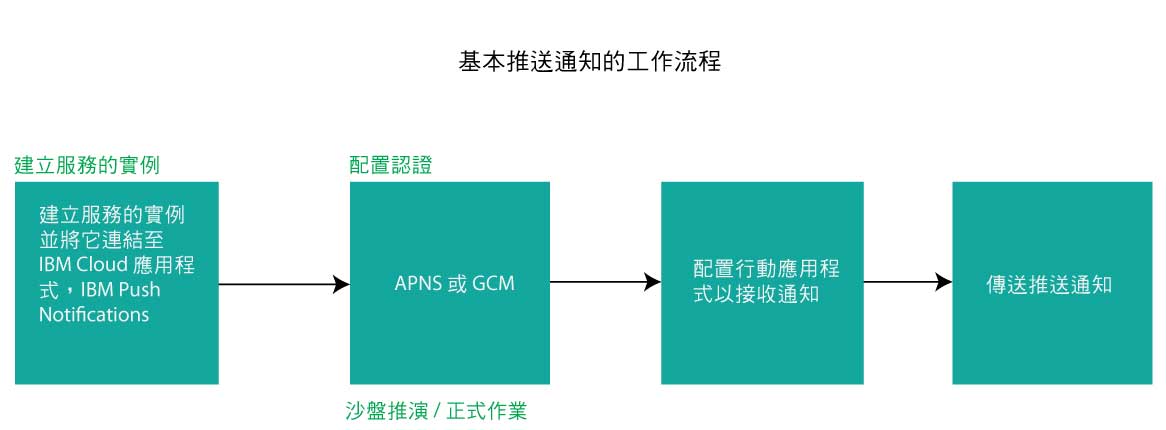 基本推送通知的工作流程
建立服務的實例
配置認證
建立服務的實例
並將它連結至
IBM Cloud 應用程
式，IBM Push
Notifications
APNS 或 GCM
配置行動應用程
式以接收通知
傳送推送通知
沙盤推演 / 正式作業